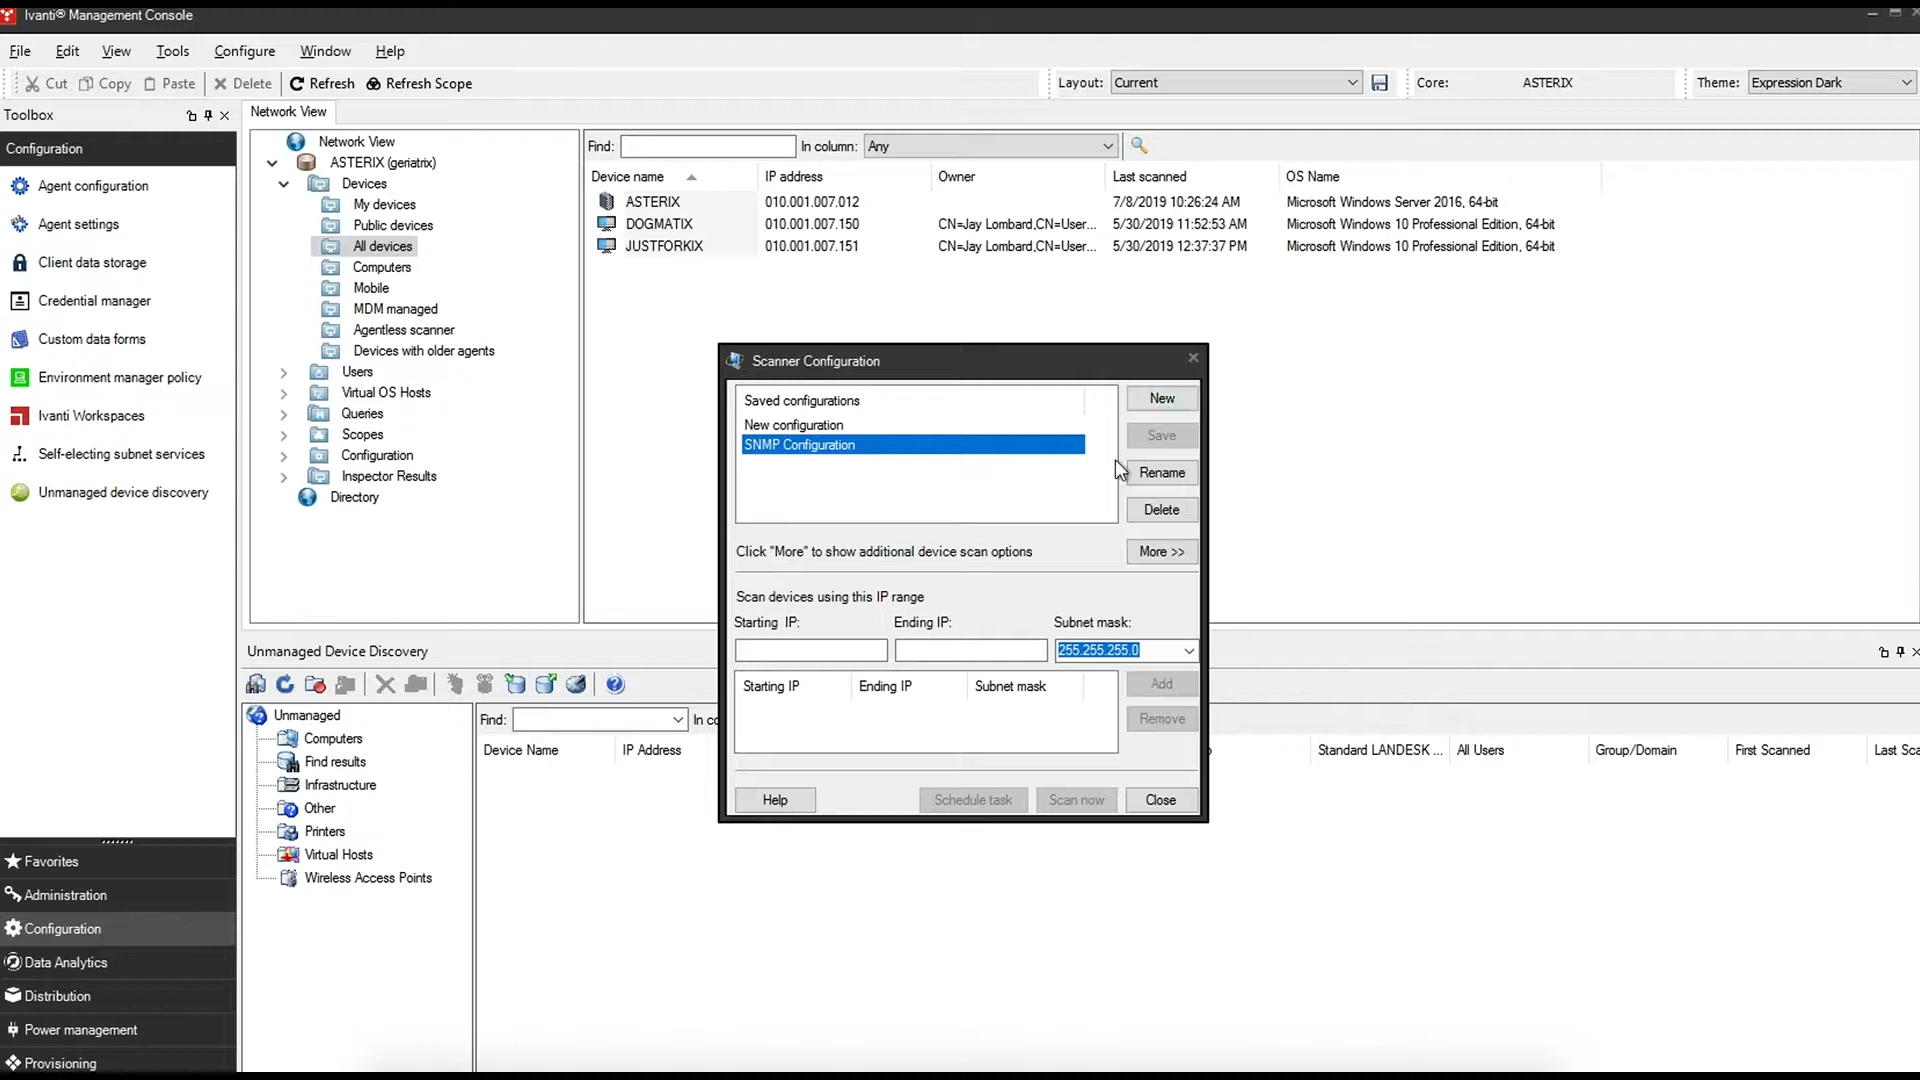 Ivanti® Management Console
File Edit View Tools Configure Window Help
Cut Copy Paste Delete Refresh Refresh Scope Layout: Current Core: ASTERIX Theme: Expression Dark
Toolbox
Configuration
Agent configuration
Agent settings
Client data storage
Credential manager
Custom data forms
Environment manager policy
Ivanti Workspaces
Self-electing subnet services
Unmanaged device discovery
Favorites
Administration
Configuration
Data Analytics
Distribution
Power management
Provisioning
Network View
Network View
ASTERIX (geriatrix)
Devices
My devices
Public devices
All devices
Computers
Mobile
MDM managed
Agentless scanner
Devices with older agents
Users
Virtual OS Hosts
Queries
Scopes
Configuration
Inspector Results
Directory
Find: In column: Any
Device name IP address Owner Last scanned OS Name
ASTERIX 010.001.007.012 7/8/2019 10:26:24 AM Microsoft Windows Server 2016, 64-bit
DOGMATIX 010.001.007.150 CN=Jay Lombard,CN=User... 5/30/2019 11:52:53 AM Microsoft Windows 10 Professional Edition, 64-bit
JUSTFORKIX 010.001.007.151 CN=Jay Lombard,CN=User... 5/30/2019 12:37:37 PM Microsoft Windows 10 Professional Edition, 64-bit
Scanner Configuration
Saved configurations
New configuration
SNMP Configuration
New
Save
Rename
Delete
Click "More" to show additional device scan options More >>
Scan devices using this IP range
Starting IP: Ending IP: Subnet mask:
255.255.255.0
Starting IP Ending IP Subnet mask
Add
Remove
Help Schedule task Scan now Close
Unmanaged Device Discovery
Unmanaged
Computers
Find results
Infrastructure
Other
Printers
Virtual Hosts
Wireless Access Points
Find: In co
Device Name IP Address Standard LANDESK ... All Users Group/Domain First Scanned Last Sca